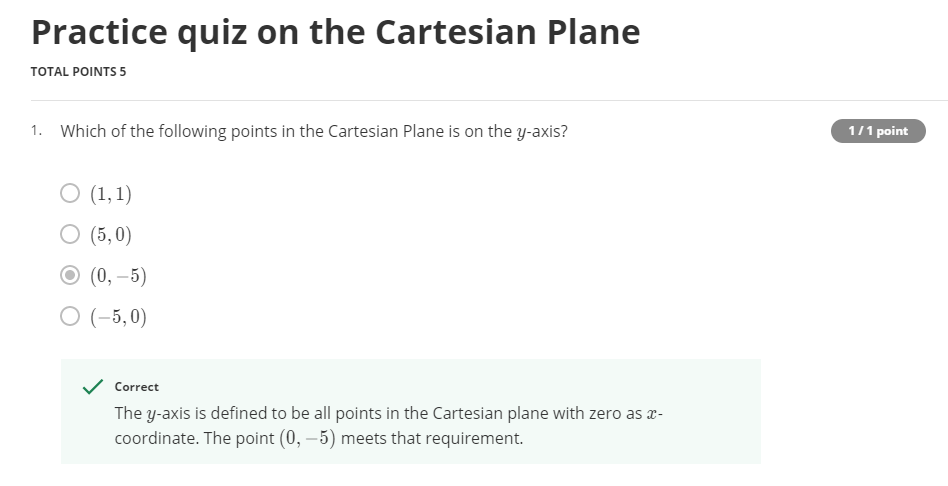 Practice quiz on the Cartesian Plane
TOTAL POINTS 5
1. Which of the following points in the Cartesian Plane is on the y-axis?
1 / 1 point
(1, 1)
(5, 0)
(0, −5)
(−5, 0)
Correct
The y-axis is defined to be all points in the Cartesian plane with zero as x-
coordinate. The point (0, −5) meets that requirement.